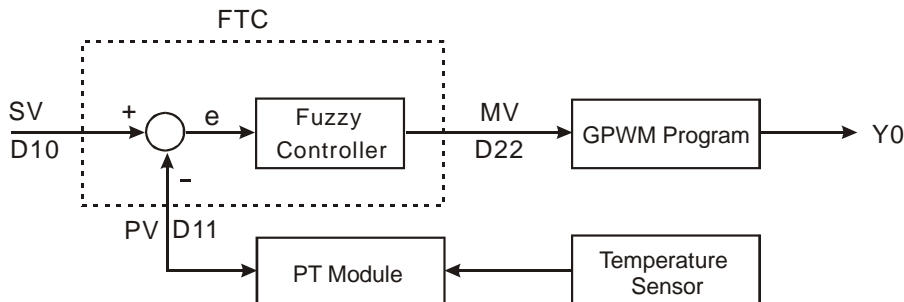 FTC
SV
D10
+
e
Fuzzy
Controller
MV
D22
GPWM Program
Y0
-
PV D11
PT Module
Temperature
Sensor